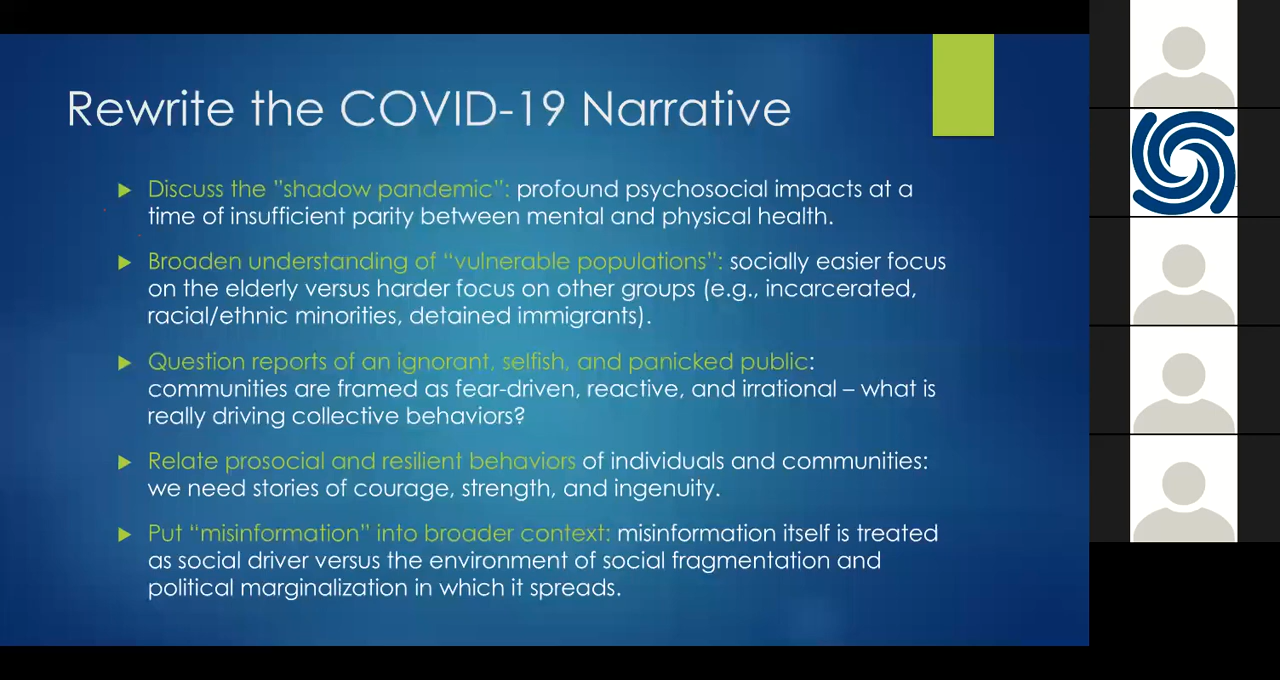 Rewrite the COVID-19 Narrative
Discuss the "shadow pandemic": profound psychosocial impacts at a
time of insufficient parity between mental and physical health.
Broaden understanding of “vulnerable populations”: socially easier focus
on the elderly versus harder focus on other groups (e.g., incarcerated,
racial/ethnic minorities, detained immigrants).
Question reports of an ignorant, selfish, and panicked public:
communities are framed as fear-driven, reactive, and irrational – what is
really driving collective behaviors?
Relate prosocial and resilient behaviors of individuals and communities:
we need stories of courage, strength, and ingenuity.
Put “misinformation” into broader context: misinformation itself is treated
as social driver versus the environment of social fragmentation and
political marginalization in which it spreads.